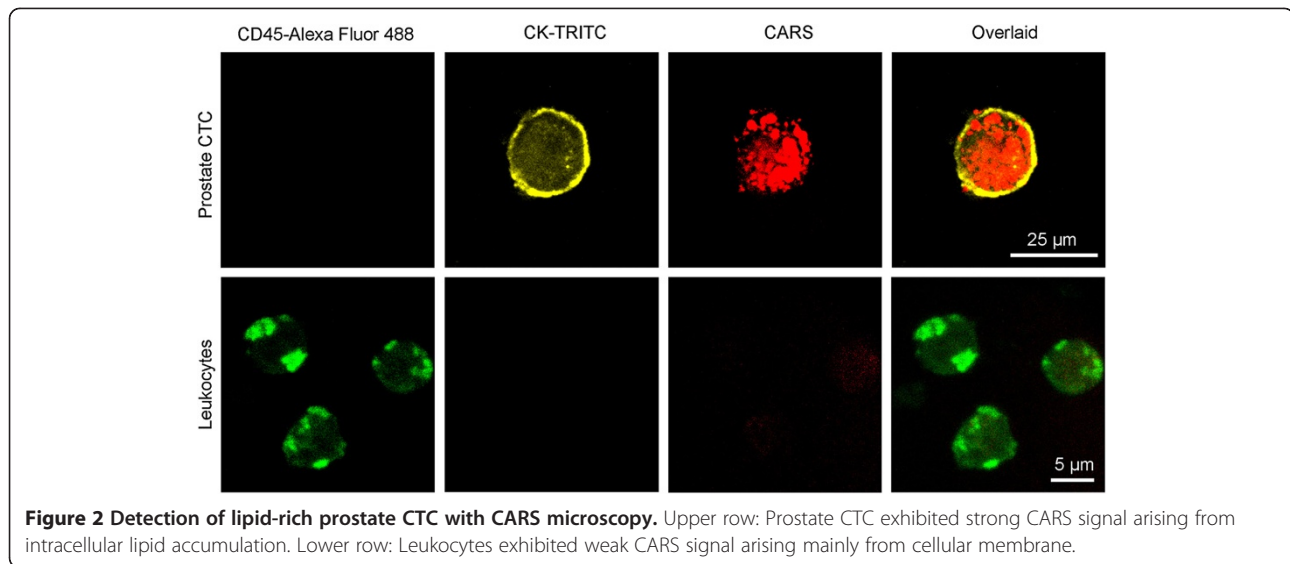 CD45-Alexa Fluor 488 CK-TRITC CARS Overlaid
Prostate CTC
25 µm
Leukocytes
5 µm
Figure 2 Detection of lipid-rich prostate CTC with CARS microscopy. Upper row: Prostate CTC exhibited strong CARS signal arising from
intracellular lipid accumulation. Lower row: Leukocytes exhibited weak CARS signal arising mainly from cellular membrane.